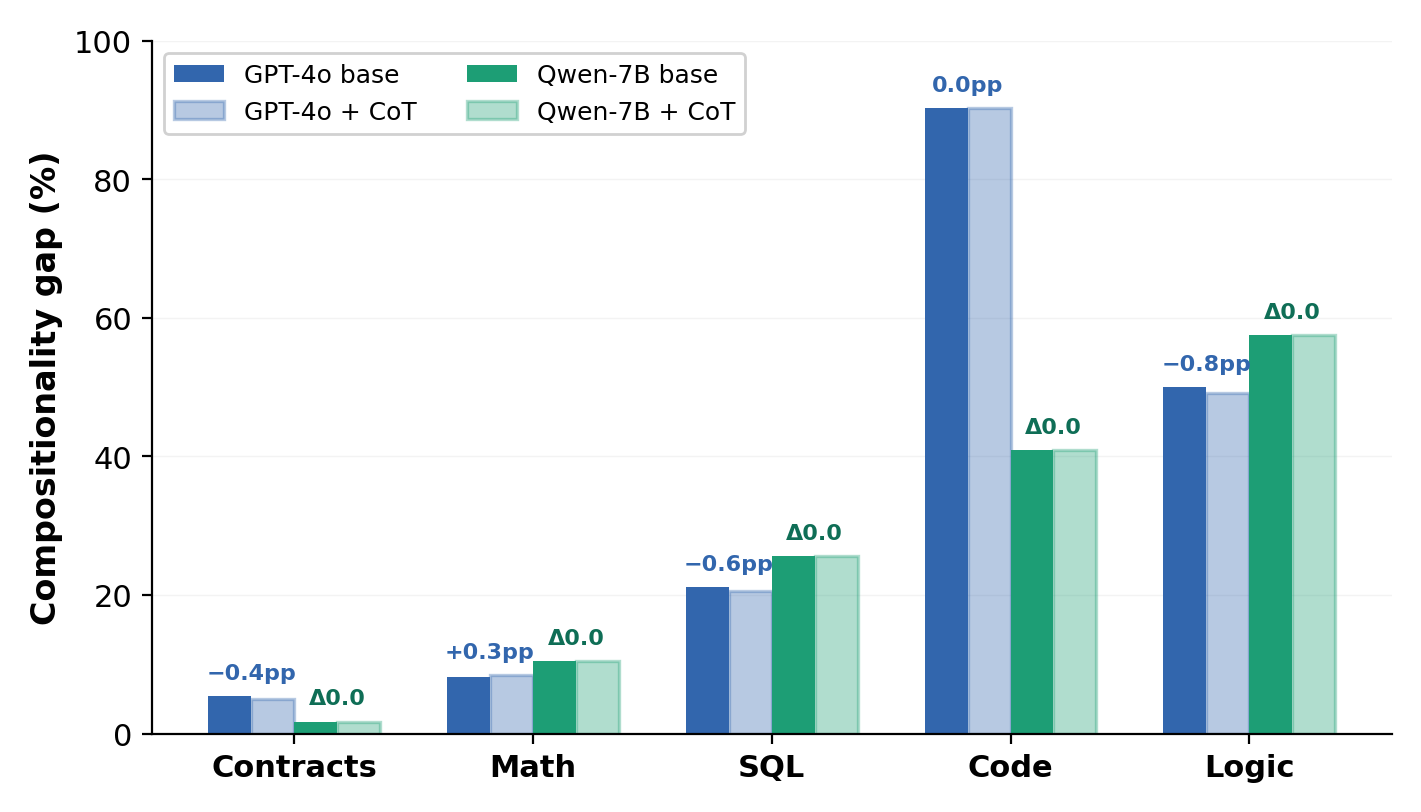 Compositionality gap (%)
100
80
60
40
20
0
GPT-4o base
GPT-4o + CoT
Qwen-7B base
Qwen-7B + CoT
−0.4pp
Δ0.0
+0.3pp
Δ0.0
−0.6pp
Δ0.0
0.0pp
Δ0.0
−0.8pp
Δ0.0
Contracts
Math
SQL
Code
Logic